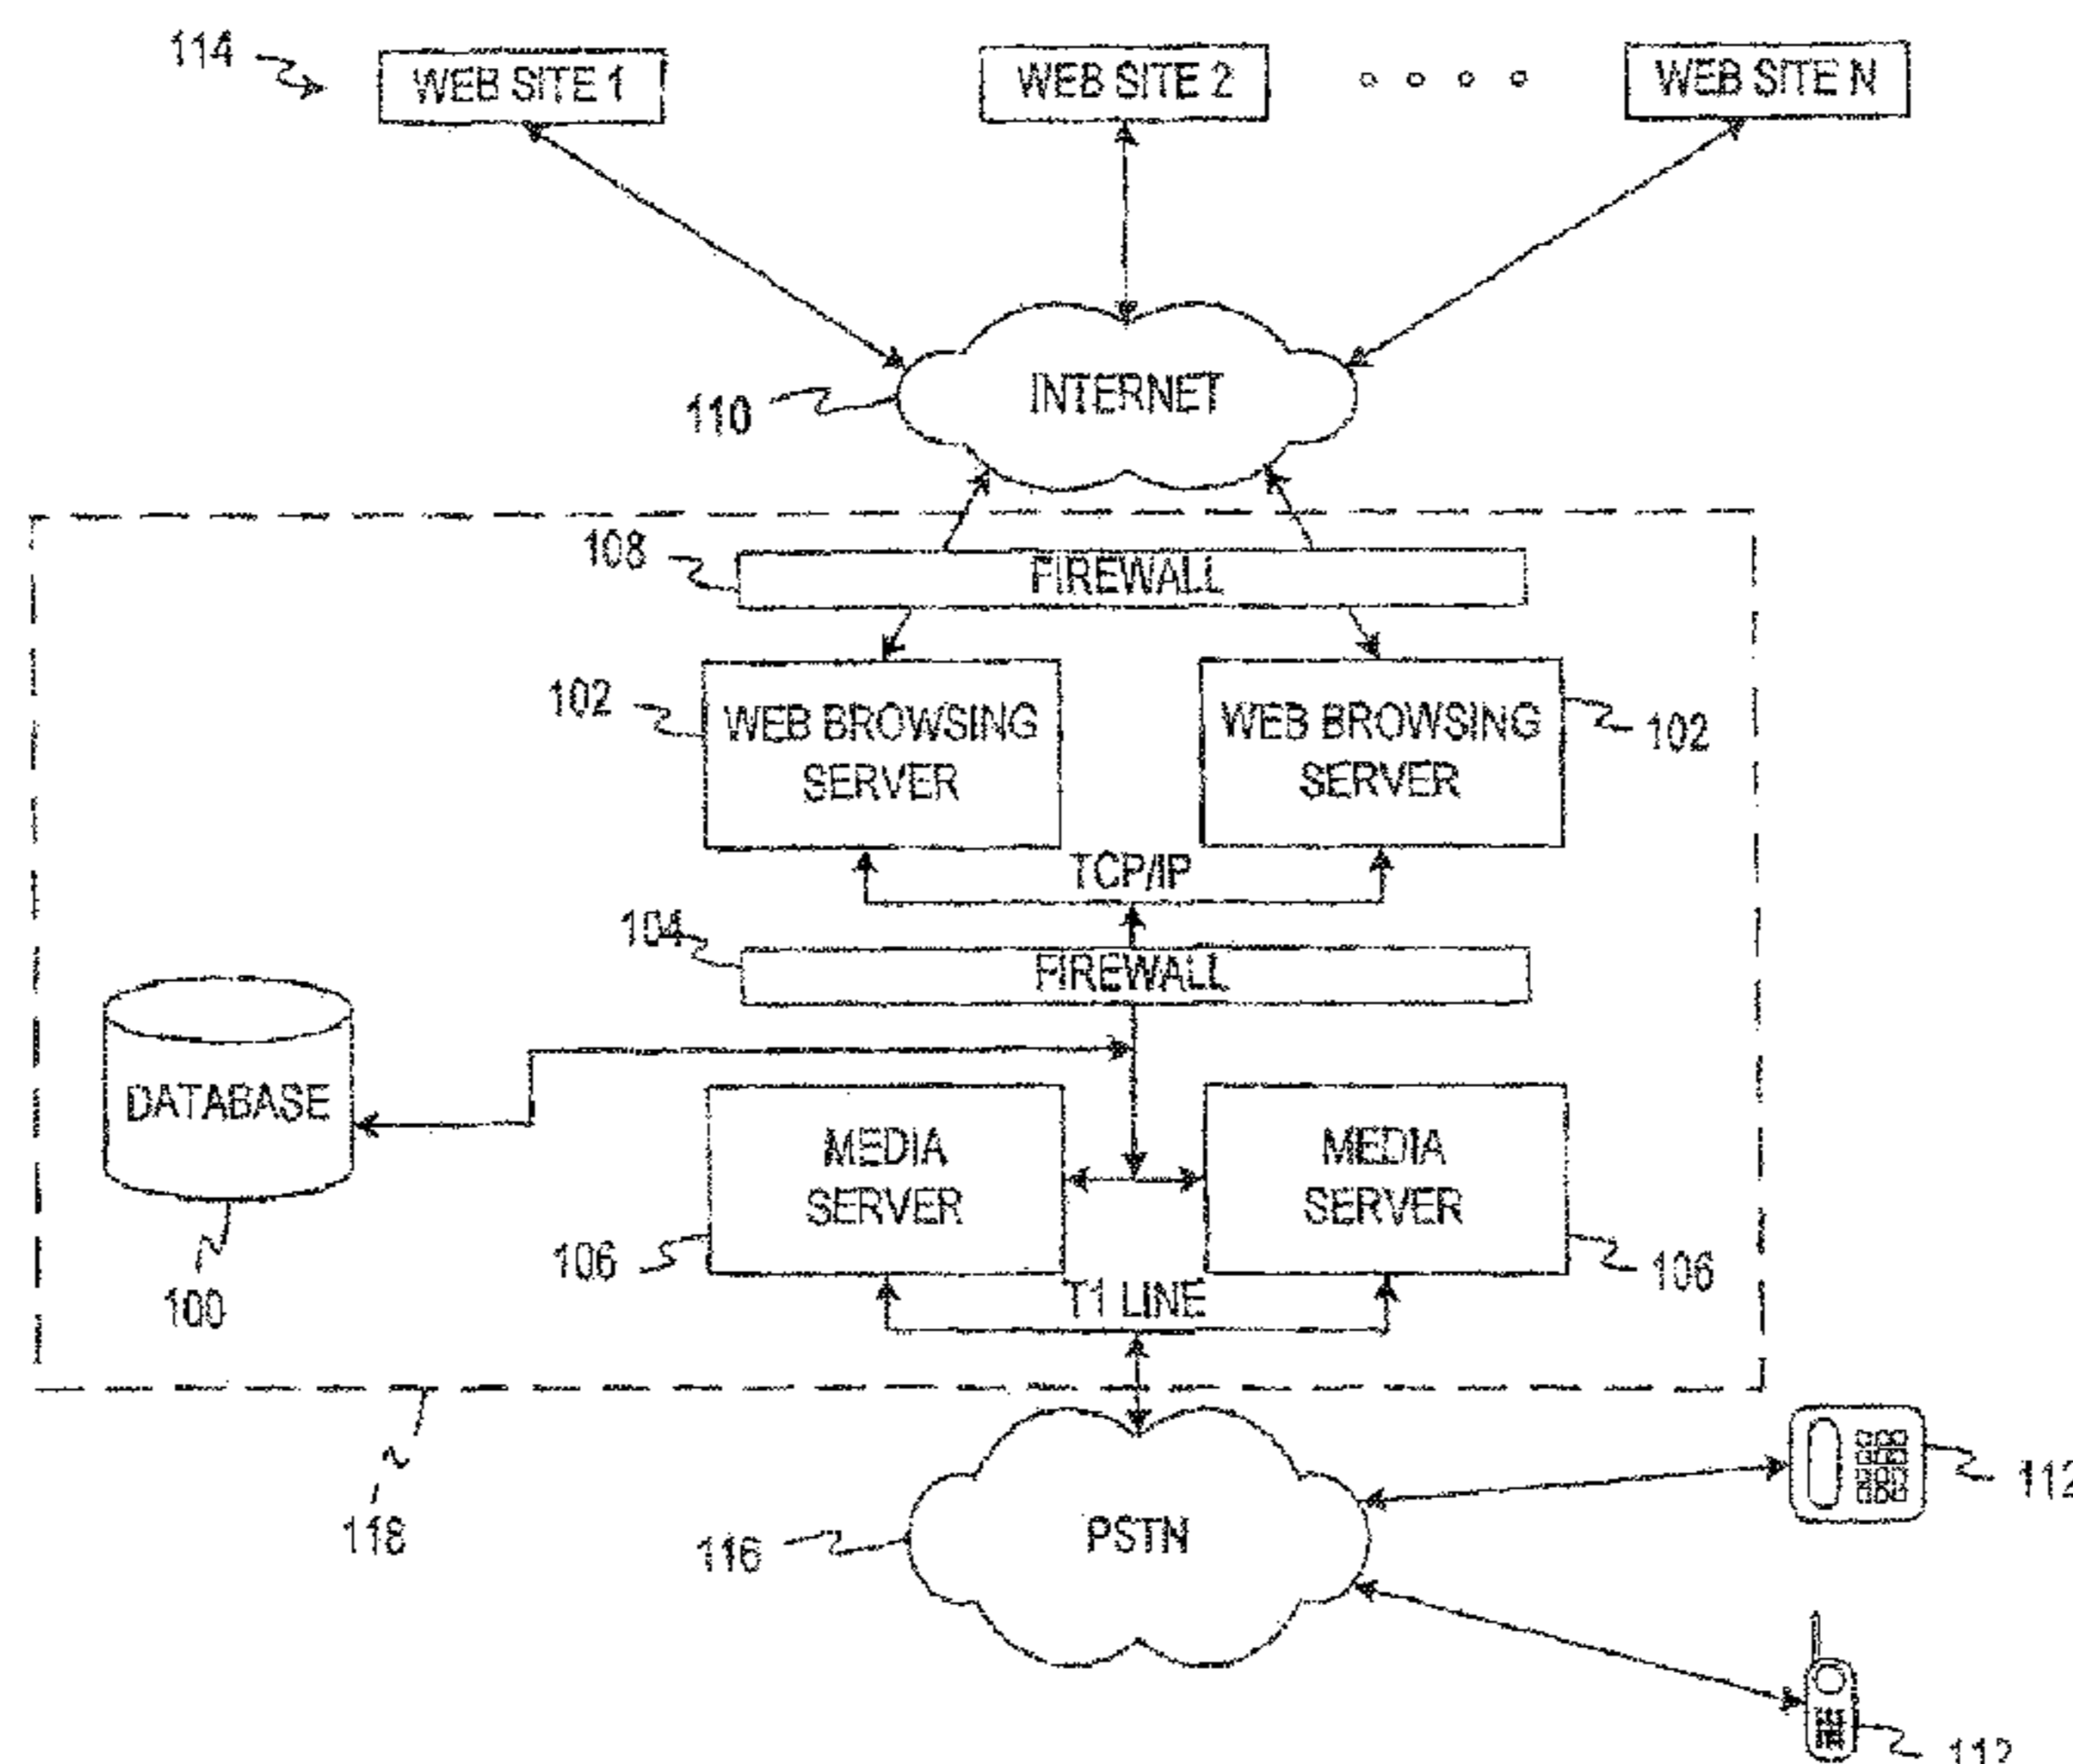 114
WEB SITE 1
WEB SITE 2
WEB SITE N
INTERNET
110
108
FIREWALL
102
WEB BROWSING
SERVER
WEB BROWSING
SERVER
102
TCP/IP
104
FIREWALL
DATABASE
MEDIA
SERVER
MEDIA
SERVER
106
106
100
T1 LINE
118
116
PSTN
112
112